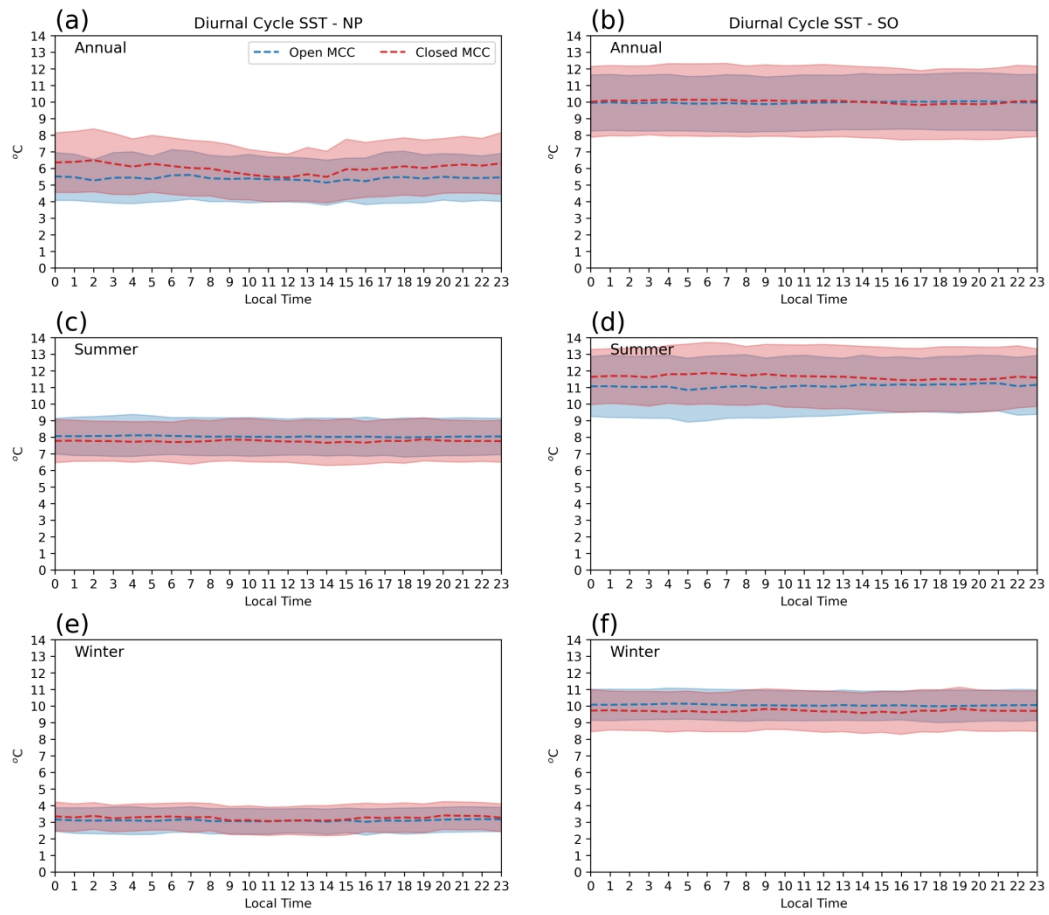 (a)
Diurnal Cycle SST - NP
Annual
Open MCC
Closed MCC
14
13
12
11
10
9
8
7
6
5
4
3
2
1
0
°C
0 1 2 3 4 5 6 7 8 9 10 11 12 13 14 15 16 17 18 19 20 21 22 23
Local Time
(b)
Diurnal Cycle SST - SO
Annual
14
13
12
11
10
9
8
7
6
5
4
3
2
1
0
°C
0 1 2 3 4 5 6 7 8 9 10 11 12 13 14 15 16 17 18 19 20 21 22 23
Local Time
(c)
Summer
14
13
12
11
10
9
8
7
6
5
4
3
2
1
0
°C
0 1 2 3 4 5 6 7 8 9 10 11 12 13 14 15 16 17 18 19 20 21 22 23
Local Time
(d)
Summer
14
13
12
11
10
9
8
7
6
5
4
3
2
1
0
°C
0 1 2 3 4 5 6 7 8 9 10 11 12 13 14 15 16 17 18 19 20 21 22 23
Local Time
(e)
Winter
14
13
12
11
10
9
8
7
6
5
4
3
2
1
0
°C
0 1 2 3 4 5 6 7 8 9 10 11 12 13 14 15 16 17 18 19 20 21 22 23
Local Time
(f)
Winter
14
13
12
11
10
9
8
7
6
5
4
3
2
1
0
°C
0 1 2 3 4 5 6 7 8 9 10 11 12 13 14 15 16 17 18 19 20 21 22 23
Local Time